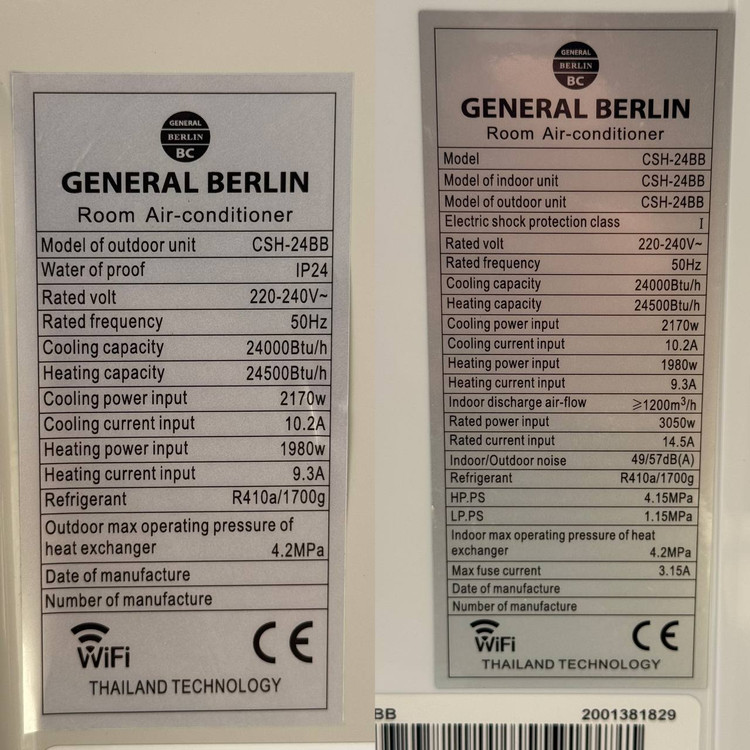 GENERAL
BERLIN
BC
GENERAL BERLIN
Room Air-conditioner
Model of outdoor unit CSH-24BB
Water of proof IP24
Rated volt 220-240V~
Rated frequency 50Hz
Cooling capacity 24000Btu/h
Heating capacity 24500Btu/h
Cooling power input 2170w
Cooling current input 10.2A
Heating power input 1980w
Heating current input 9.3A
Refrigerant R410a/1700g
Outdoor max operating pressure of
heat exchanger 4.2MPa
Date of manufacture
Number of manufacture
WiFi CE
THAILAND TECHNOLOGY
GENERAL
BERLIN
BC
GENERAL BERLIN
Room Air-conditioner
Model CSH-24BB
Model of indoor unit CSH-24BB
Model of outdoor unit CSH-24BB
Electric shock protection class I
Rated volt 220-240V~
Rated frequency 50Hz
Cooling capacity 24000Btu/h
Heating capacity 24500Btu/h
Cooling power input 2170w
Cooling current input 10.2A
Heating power input 1980w
Heating current input 9.3A
Indoor discharge air-flow ≥1200m³/h
Rated power input 3050w
Rated current input 14.5A
Indoor/Outdoor noise 49/57dB(A)
Refrigerant R410a/1700g
HP.PS 4.15MPa
LP.PS 1.15MPa
Indoor max operating pressure of heat
exchanger 4.2MPa
Max fuse current 3.15A
Date of manufacture
Number of manufacture
WiFi CE
THAILAND TECHNOLOGY
BB 2001381829